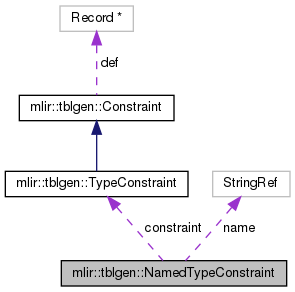 Record *
def
mlir::tblgen::Constraint
mlir::tblgen::TypeConstraint
StringRef
constraint
name
mlir::tblgen::NamedTypeConstraint